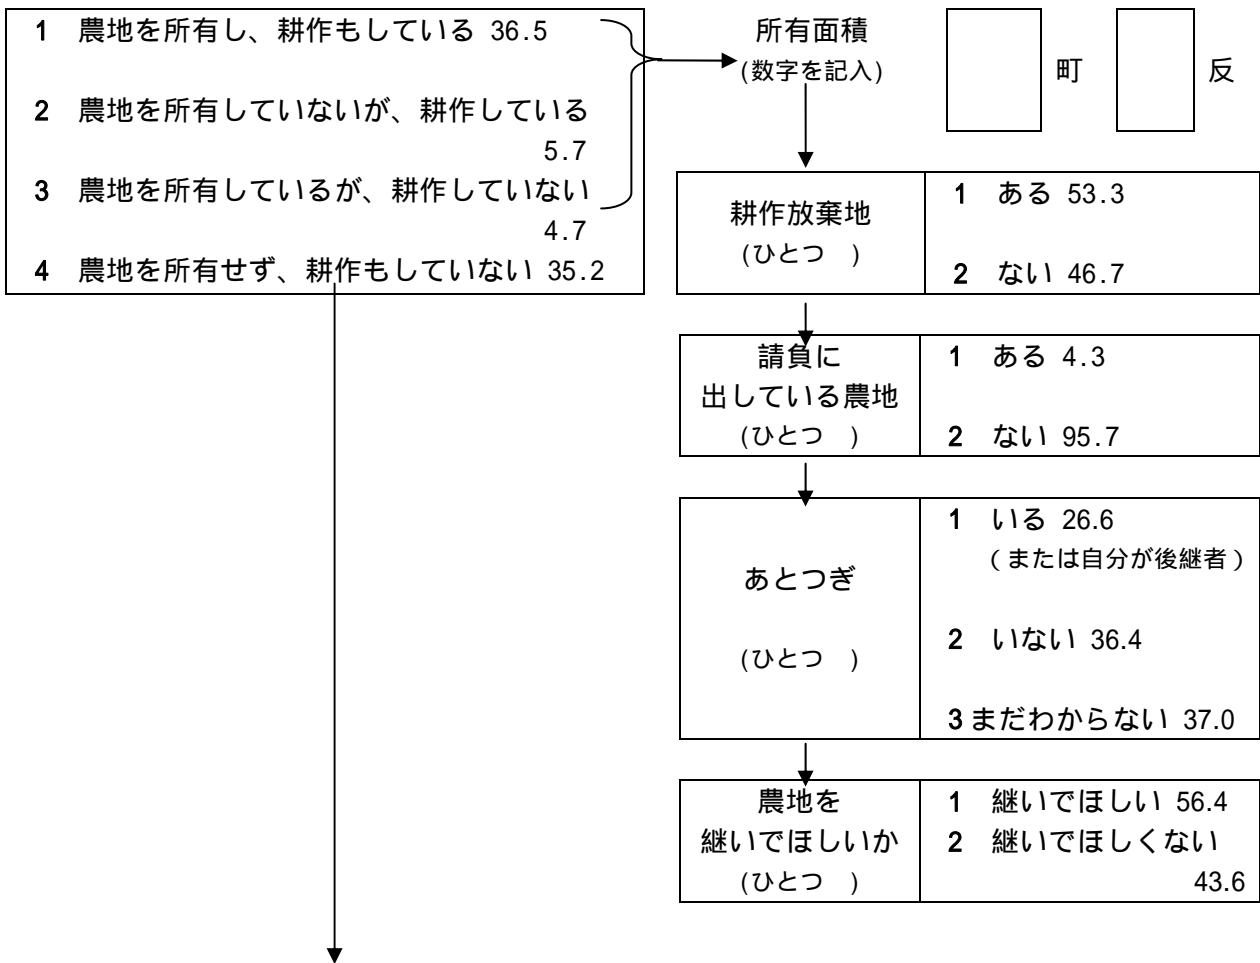 1 農地を所有し、耕作もしている 36.5
2 農地を所有していないが、耕作している
5.7
3 農地を所有しているが、耕作していない
4.7
4 農地を所有せず、耕作もしていない 35.2
所有面積
(数字を記入)
町
反
耕作放棄地
(ひとつ )
1 ある 53.3
2 ない 46.7
請負に
出している農地
(ひとつ )
1 ある 4.3
2 ない 95.7
あとつぎ
(ひとつ )
1 いる 26.6
(または自分が後継者)
2 いない 36.4
3まだわからない 37.0
農地を
継いでほしいか
(ひとつ )
1 継いでほしい 56.4
2 継いでほしくない
43.6